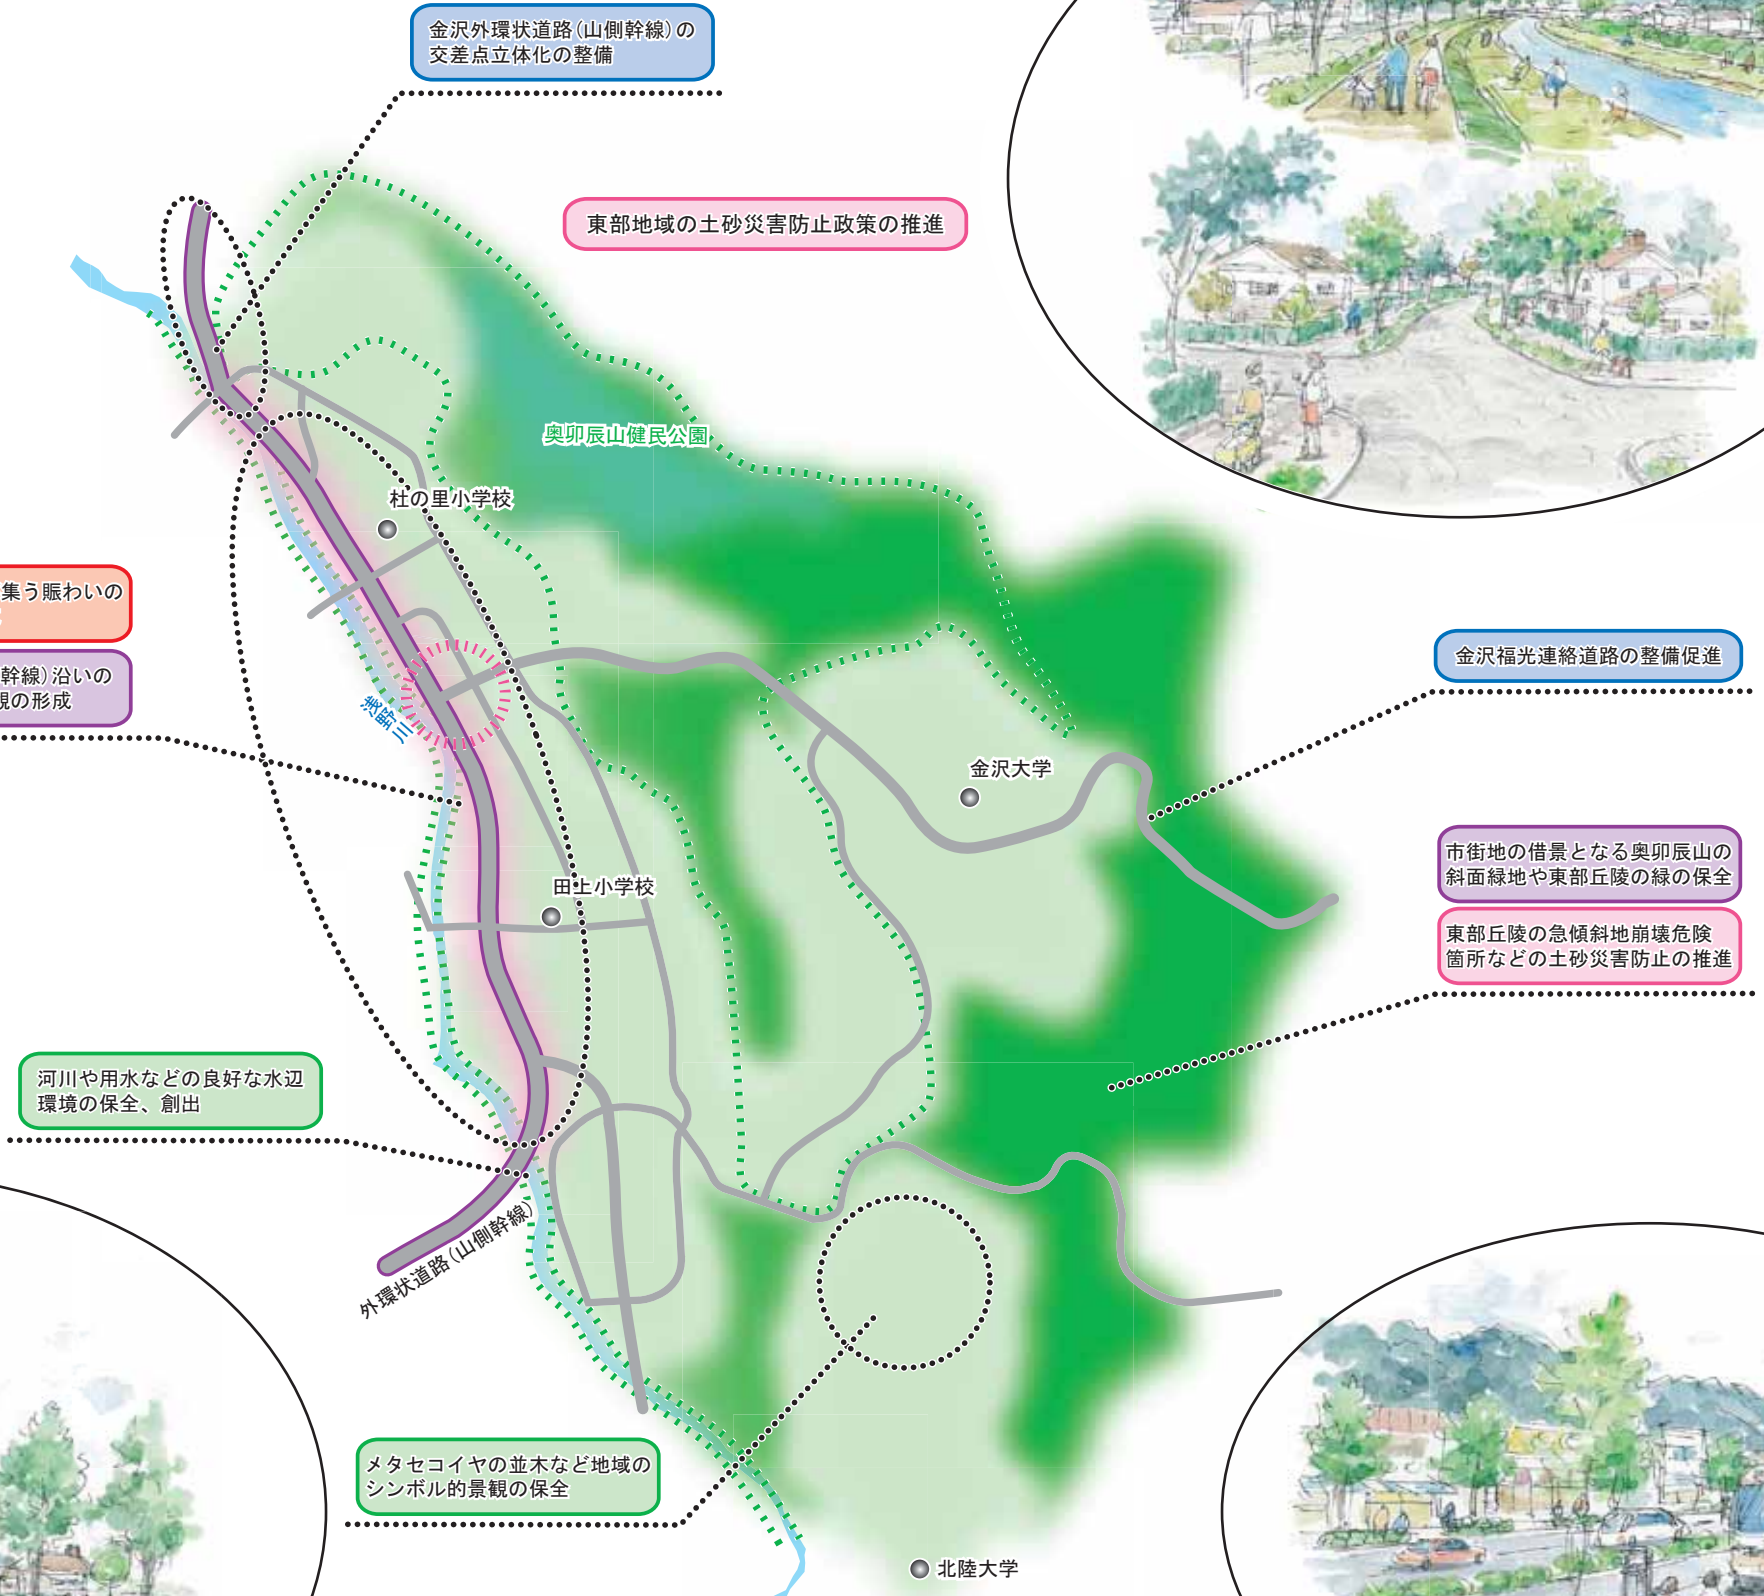 金沢外環状道路（山側幹線）の
交差点立体化の整備
東部地域の土砂災害防止政策の推進
奥卯辰山健民公園
杜の里小学校
集う賑わいの
幹線）沿いの
観の形成
浅野川
金沢福光連絡道路の整備促進
金沢大学
市街地の借景となる奥卯辰山の
斜面緑地や東部丘陵の緑の保全
田上小学校
東部丘陵の急傾斜地崩壊危険
箇所などの土砂災害防止の推進
河川や用水などの良好な水辺
環境の保全、創出
外環状道路（山側幹線）
メタセコイヤの並木など地域の
シンボル的景観の保全
北陸大学